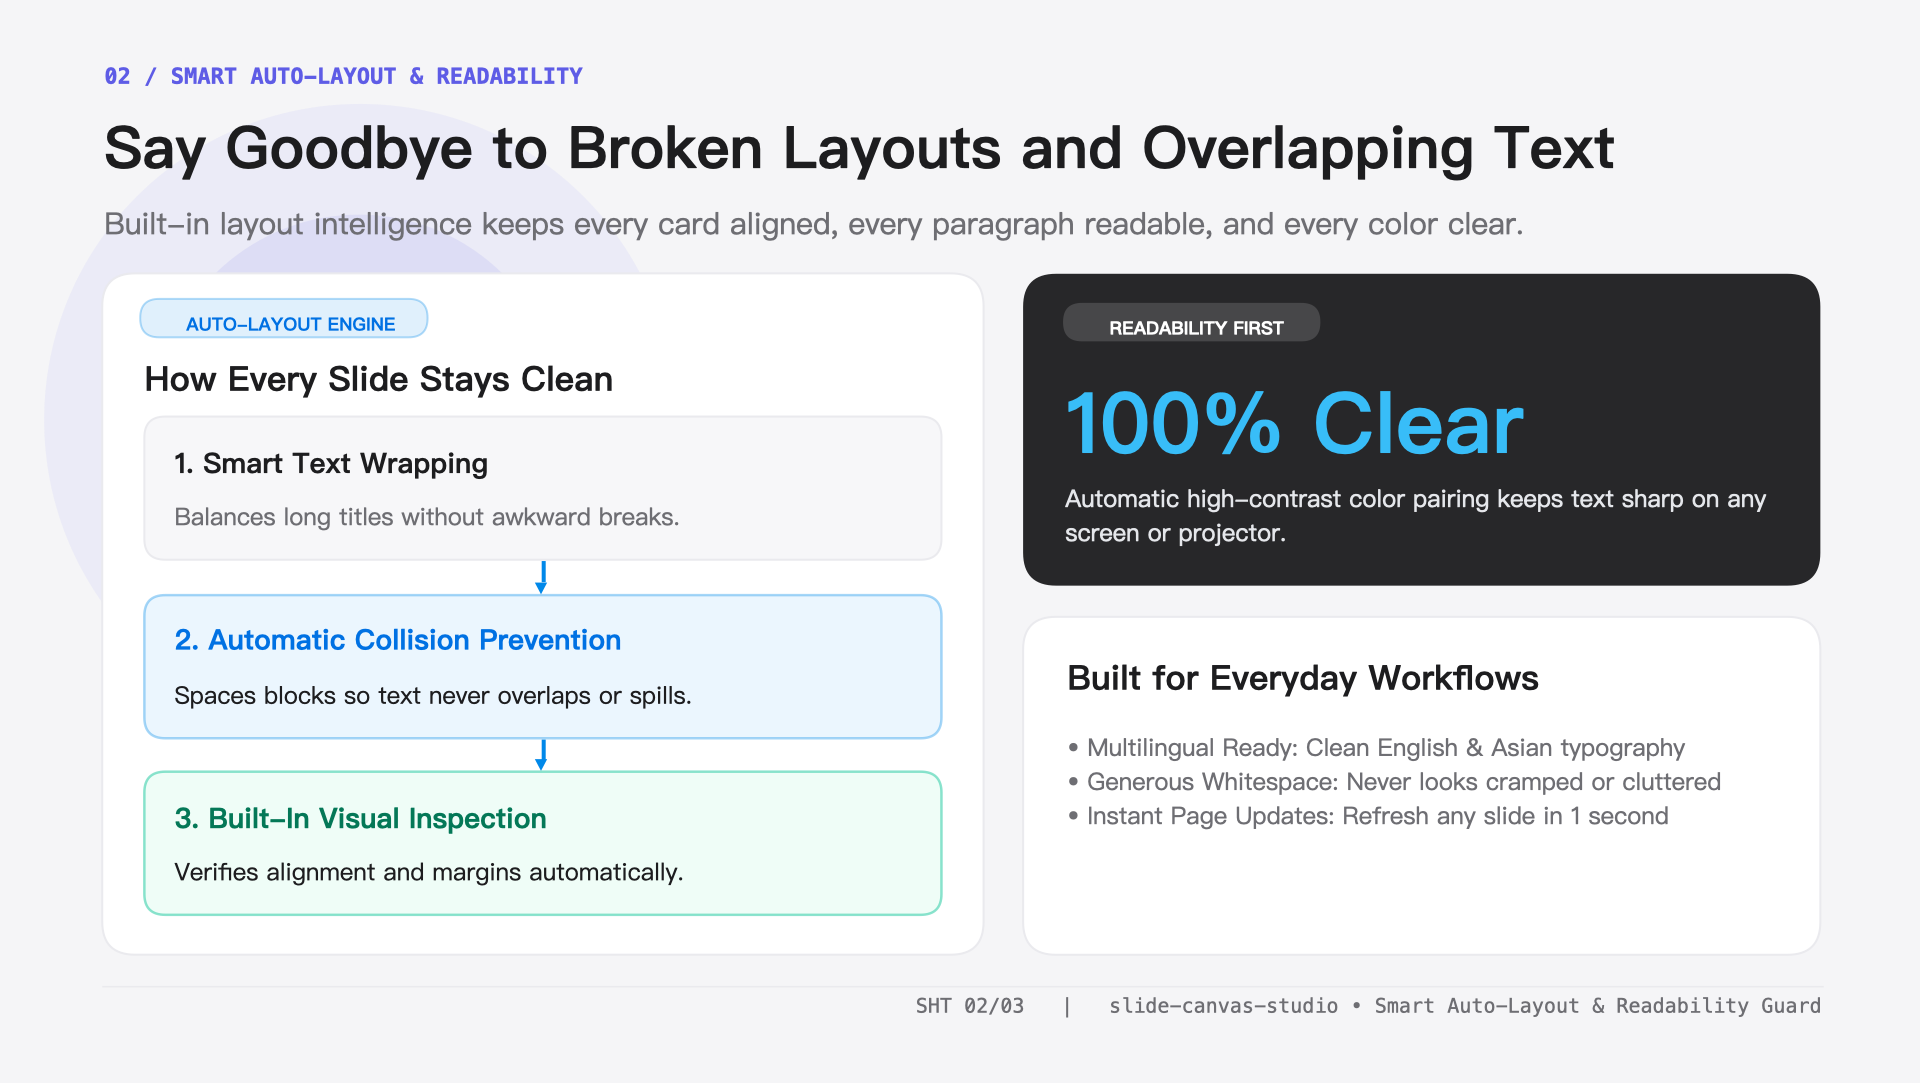 02 / SMART AUTO-LAYOUT & READABILITY
Say Goodbye to Broken Layouts and Overlapping Text
Built-in layout intelligence keeps every card aligned, every paragraph readable, and every color clear.
AUTO-LAYOUT ENGINE
How Every Slide Stays Clean
1. Smart Text Wrapping
Balances long titles without awkward breaks.
2. Automatic Collision Prevention
Spaces blocks so text never overlaps or spills.
3. Built-In Visual Inspection
Verifies alignment and margins automatically.
READABILITY FIRST
100% Clear
Automatic high-contrast color pairing keeps text sharp on any
screen or projector.
Built for Everyday Workflows
• Multilingual Ready: Clean English & Asian typography
• Generous Whitespace: Never looks cramped or cluttered
• Instant Page Updates: Refresh any slide in 1 second
SHT 02/03 | slide-canvas-studio • Smart Auto-Layout & Readability Guard